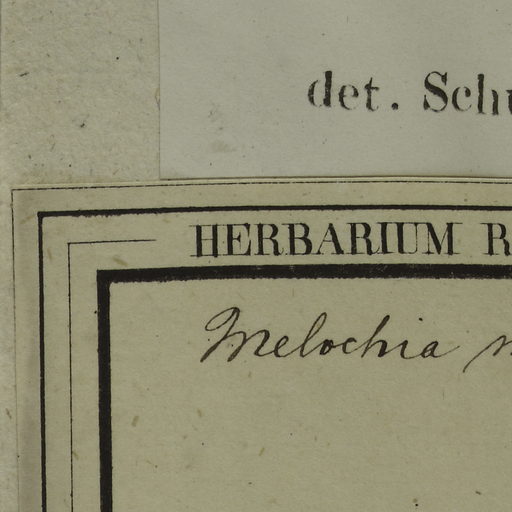 det. Sch
HERBARIUM R
Melochia